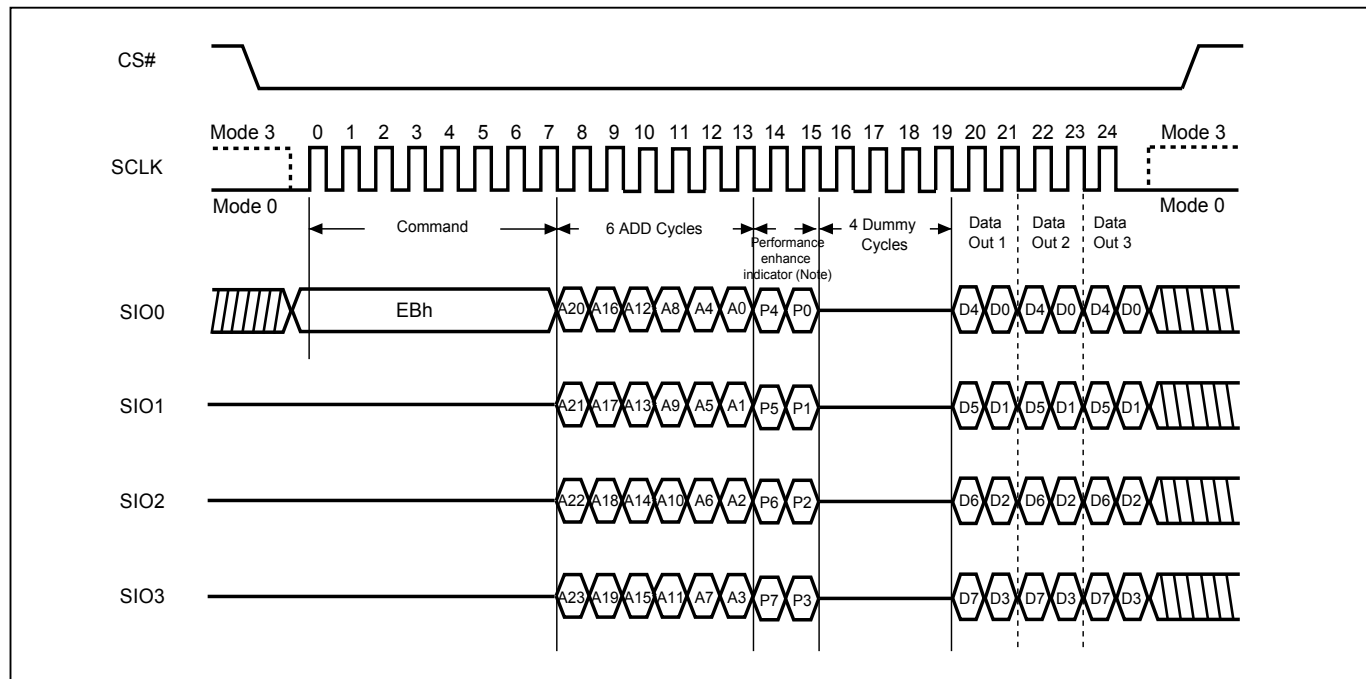 CS#
Mode 3 0 1 2 3 4 5 6 7 8 9 10 11 12 13 14 15 16 17 18 19 20 21 22 23 24 Mode 3
SCLK
Mode 0 Mode 0
Command 6 ADD Cycles Performance enhance indicator (Note) 4 Dummy Cycles Data Out 1 Data Out 2 Data Out 3
SIO0 EBh A20 A16 A12 A8 A4 A0 P4 P0 D4 D0 D4 D0 D4 D0
SIO1 A21 A17 A13 A9 A5 A1 P5 P1 D5 D1 D5 D1 D5 D1
SIO2 A22 A18 A14 A10 A6 A2 P6 P2 D6 D2 D6 D2 D6 D2
SIO3 A23 A19 A15 A11 A7 A3 P7 P3 D7 D3 D7 D3 D7 D3